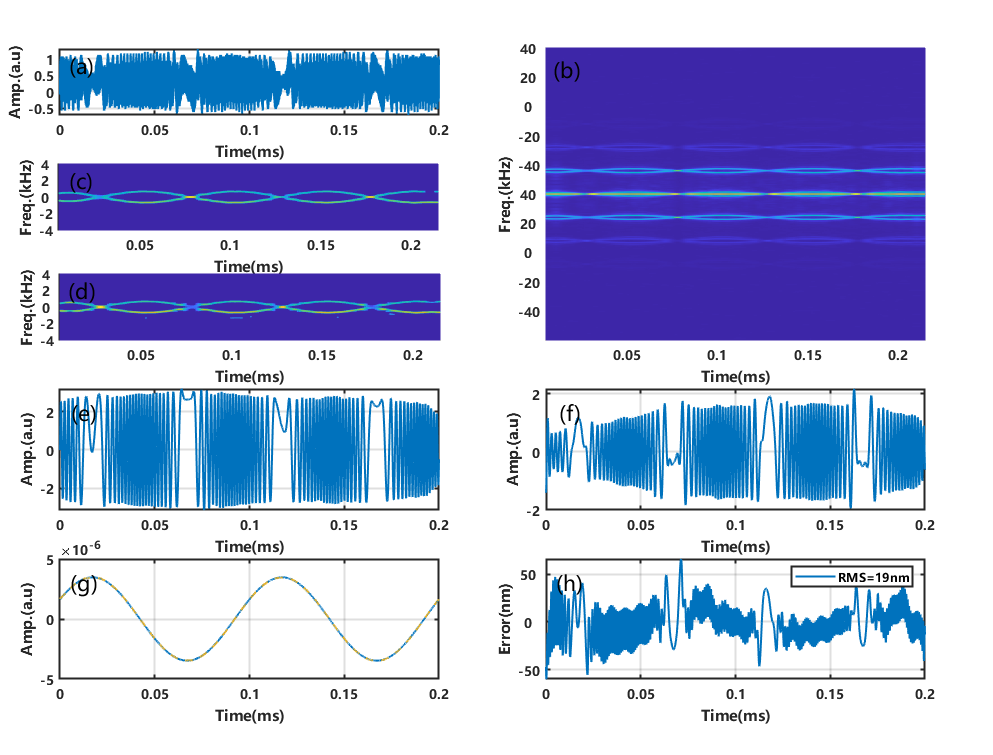 (a)
Amp.(a.u
1
0.5
0
-0.5
0 0.05 0.1 0.15 0.2
Time(ms)
(b)
Freq.(kHz)
40
20
0
-20
-40
40
20
0
-20
-40
0.05 0.1 0.15 0.2
Time(ms)
(c)
Freq.(kHz)
4
2
0
-2
-4
0.05 0.1 0.15 0.2
Time(ms)
(d)
Freq.(kHz)
4
2
0
-2
-4
0.05 0.1 0.15 0.2
Time(ms)
(e)
Amp.(a.u
2
0
-2
0 0.05 0.1 0.15 0.2
Time(ms)
(f)
Amp.(a.u
2
0
-2
0 0.05 0.1 0.15 0.2
Time(ms)
(g)
×10-6
Amp.(a.u
5
0
-5
0 0.05 0.1 0.15 0.2
Time(ms)
(h)
RMS=19nm
Error(nm)
50
0
-50
0 0.05 0.1 0.15 0.2
Time(ms)